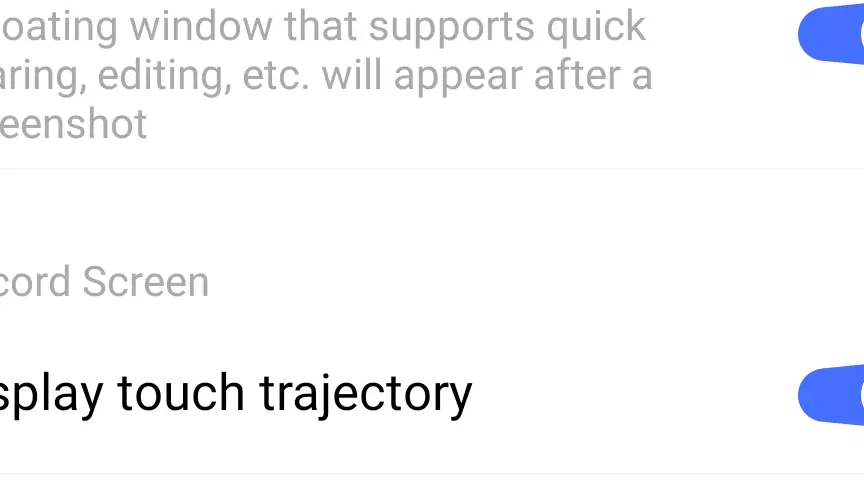 oating window that supports quick
aring, editing, etc. will appear after a
eenshot
cord Screen
splay touch trajectory